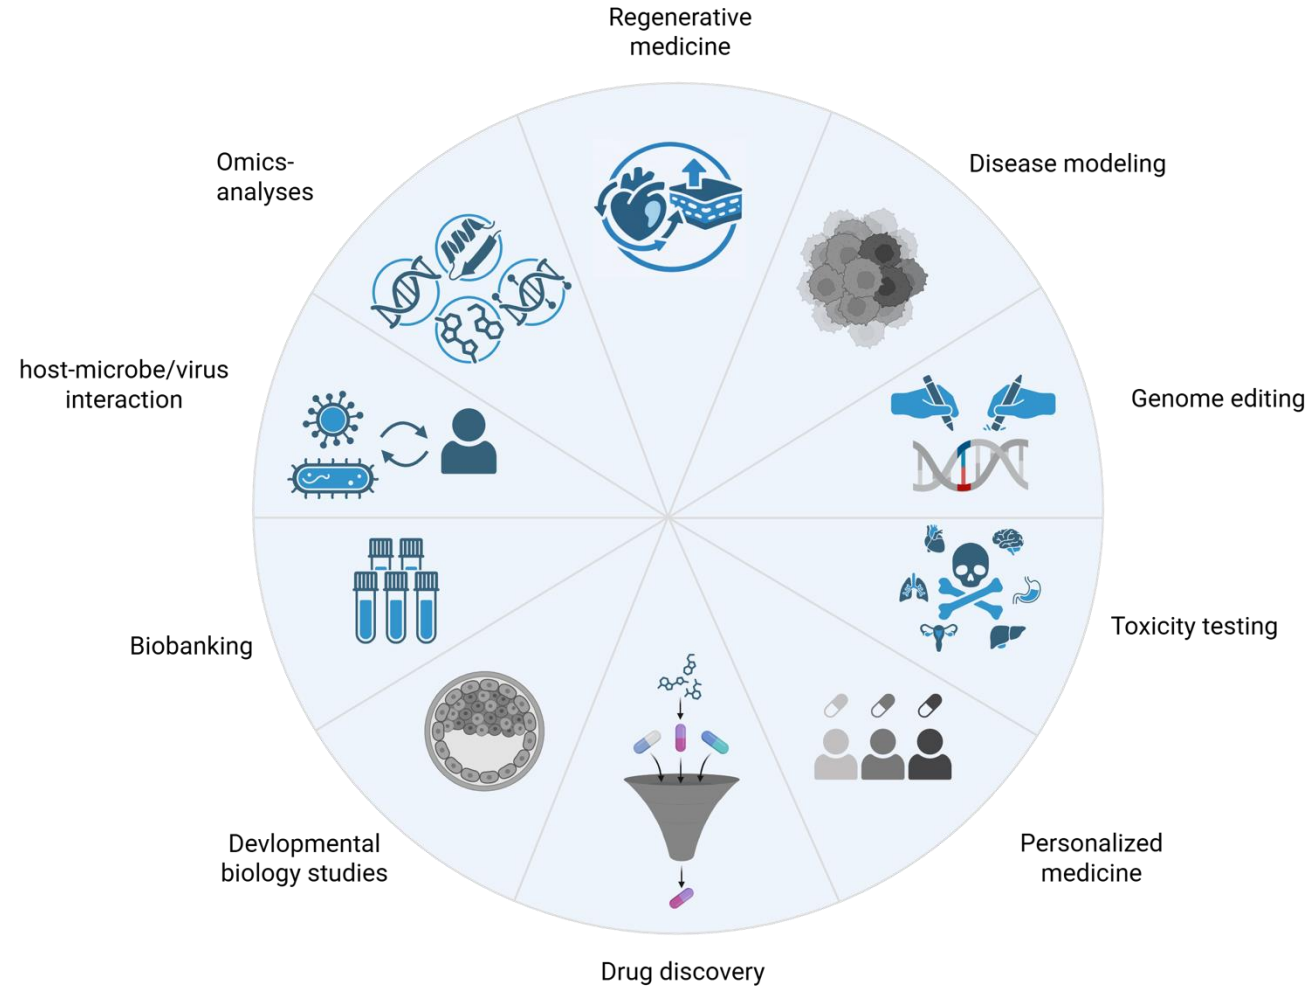 Regenerative
medicine
Disease modeling
Genome editing
Toxicity testing
Personalized
medicine
Drug discovery
Devlopmental
biology studies
Biobanking
host-microbe/virus
interaction
Omics-
analyses